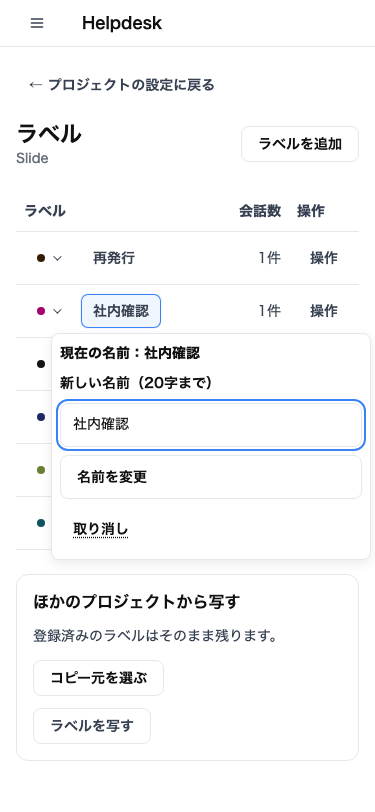 Helpdesk
← プロジェクトの設定に戻る
ラベル
Slide
ラベルを追加
ラベル 会話数 操作
再発行 1件 操作
社内確認 1件 操作
現在の名前：社内確認
新しい名前（20字まで）
社内確認
名前を変更
取り消し
ほかのプロジェクトから写す
登録済みのラベルはそのまま残ります。
コピー元を選ぶ
ラベルを写す